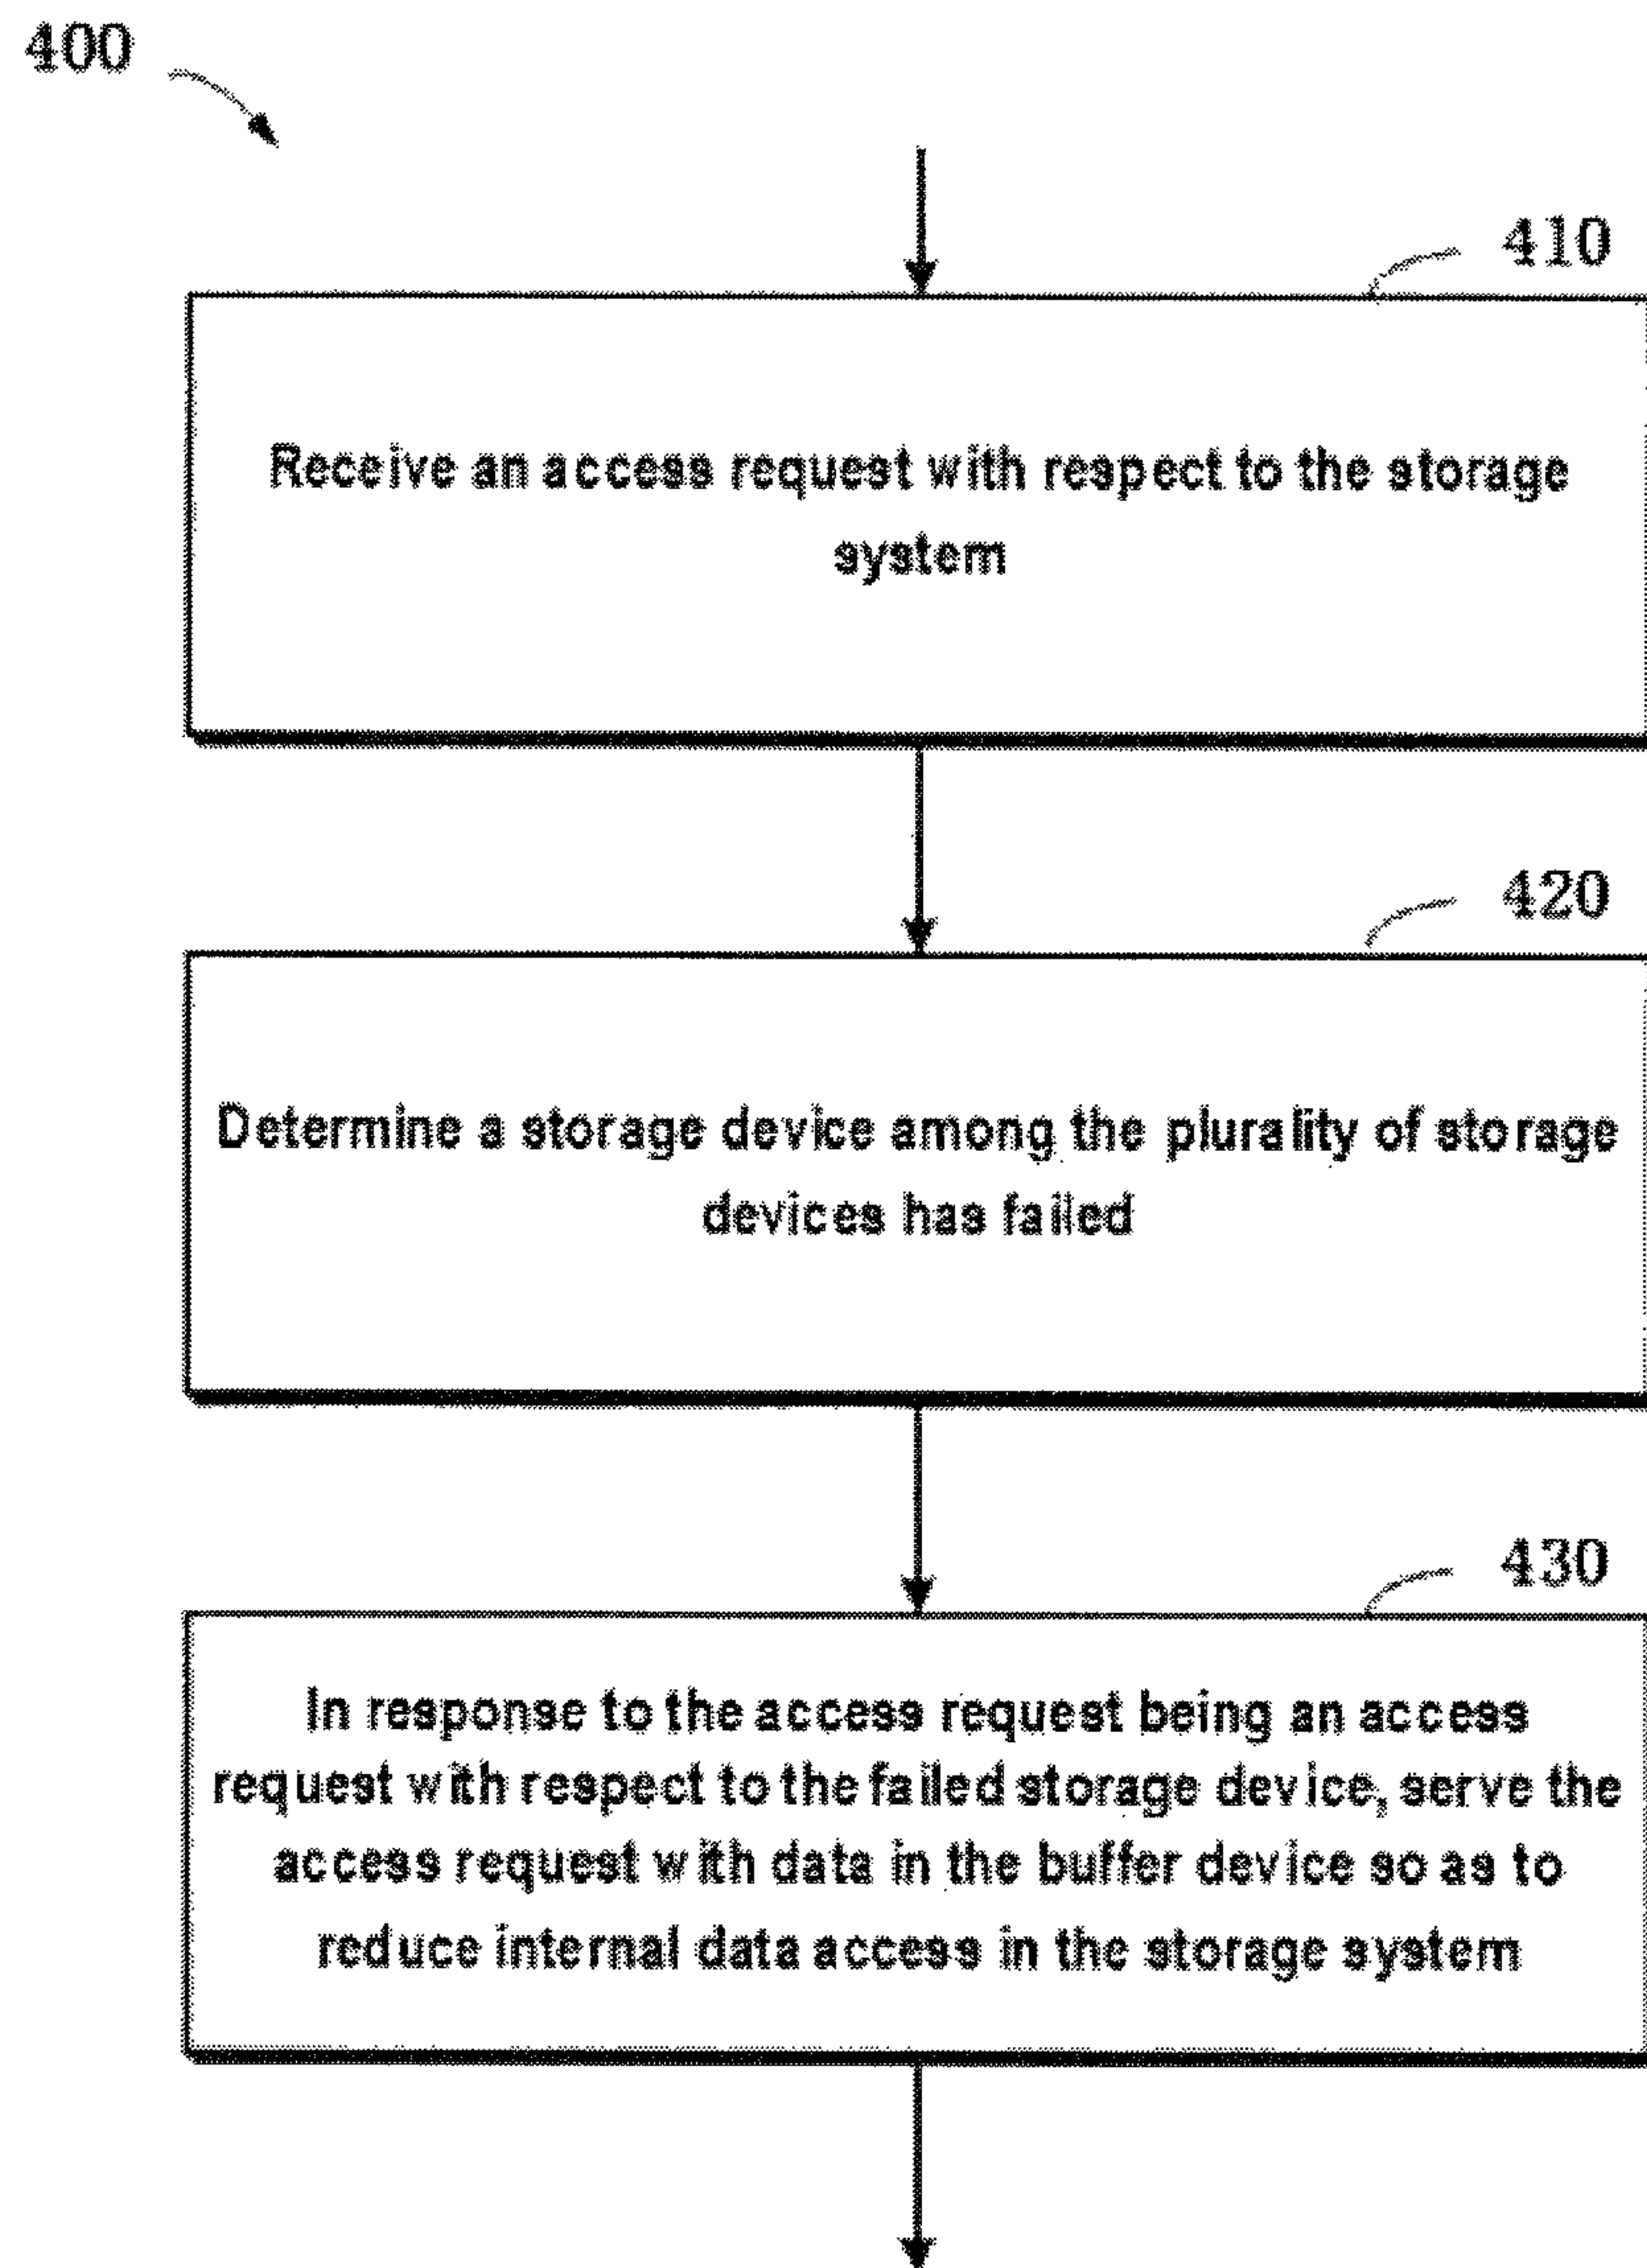 400
410
Receive an access request with respect to the storage
system
420
Determine a storage device among the plurality of storage
devices has failed
430
In response to the access request being an access
request with respect to the failed storage device, serve the
access request with data in the buffer device so as to
reduce internal data access in the storage system